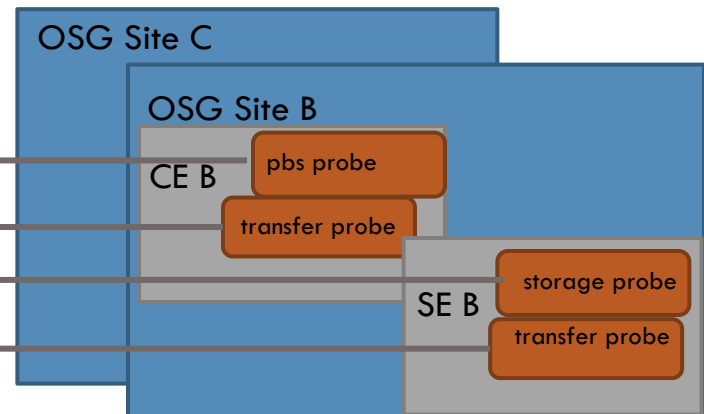 OSG Site C
OSG Site B
CE B
pbs probe
transfer probe
SE B
storage probe
transfer probe